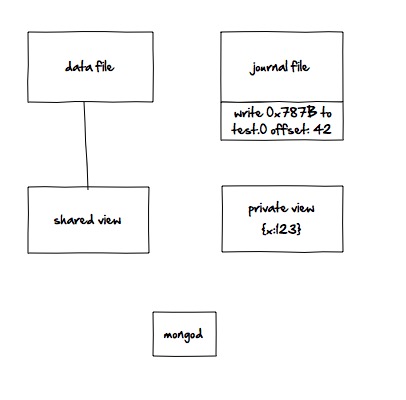 data file
journal file
write 0x787B to
test.0 offset: 42
shared view
private view
{x:123}
mongod